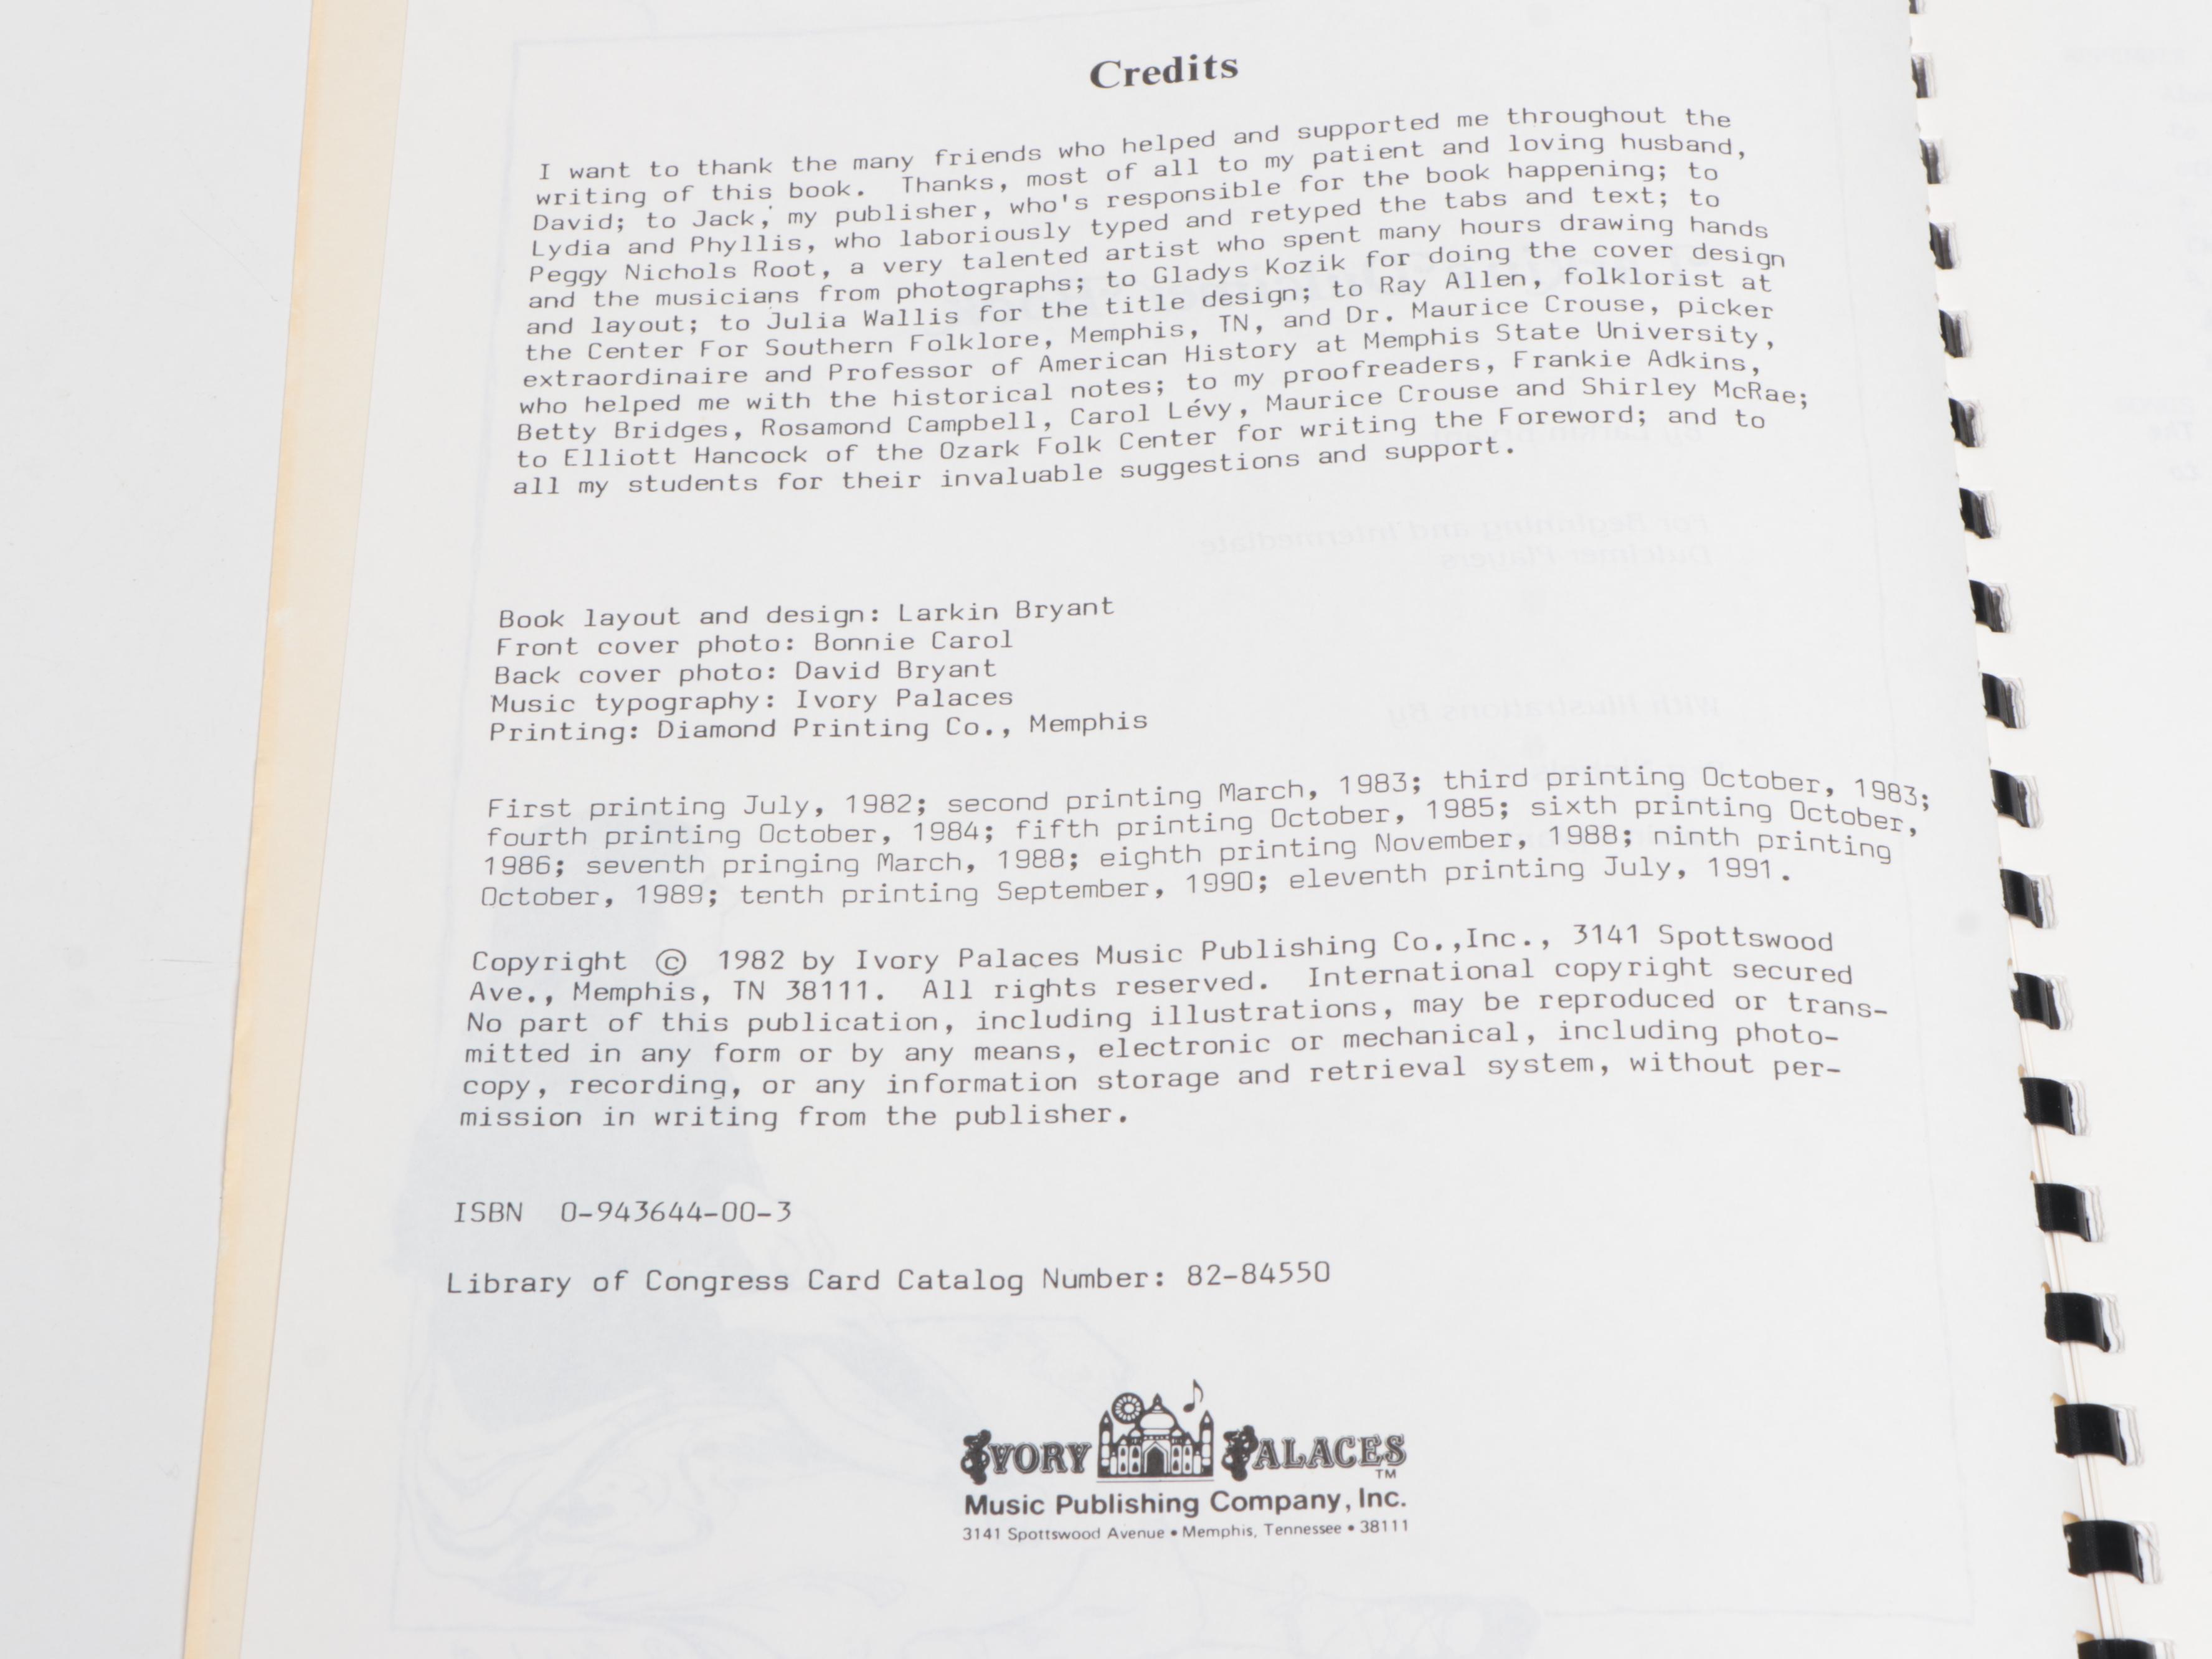 Credits
I want to thank the many friends who helped and supported me throughout the
writing of this book. Thanks, most of all to my patient and loving husband,
David; to Jack, my publisher, who's responsible for the book happening; to
Lydia and Phyllis, who laboriously typed and retyped the tabs and text; to
Peggy Nichols Root, a very talented artist who spent many hours drawing hands
and the musicians from photographs; to Gladys Kozik for doing the cover design
and layout; to Julia Wallis for the title design; to Ray Allen, folklorist at
the Center For Southern Folklore, Memphis, TN, and Dr. Maurice Crouse, picker
extraordinaire and Professor of American History at Memphis State University,
who helped me with the historical notes; to my proofreaders, Frankie Adkins,
Betty Bridges, Rosamond Campbell, Carol Lévy, Maurice Crouse and Shirley McRae;
to Elliott Hancock of the Ozark Folk Center for writing the Foreword; and to
all my students for their invaluable suggestions and support.
Book layout and design: Larkin Bryant
Front cover photo: Bonnie Carol
Back cover photo: David Bryant
Music typography: Ivory Palaces
Printing: Diamond Printing Co., Memphis
First printing July, 1982; second printing March, 1983; third printing October, 1983;
fourth printing October, 1984; fifth printing October, 1985; sixth printing October,
1986; seventh pringing March, 1988; eighth printing November, 1988; ninth printing
October, 1989; tenth printing September, 1990; eleventh printing July, 1991.
Copyright © 1982 by Ivory Palaces Music Publishing Co.,Inc., 3141 Spottswood
Ave., Memphis, TN 38111. All rights reserved. International copyright secured
No part of this publication, including illustrations, may be reproduced or trans-
mitted in any form or by any means, electronic or mechanical, including photo-
copy, recording, or any information storage and retrieval system, without per-
mission in writing from the publisher.
ISBN 0-943644-00-3
Library of Congress Card Catalog Number: 82-84550
IVORY PALACES TM
Music Publishing Company, Inc.
3141 Spottswood Avenue • Memphis, Tennessee • 38111